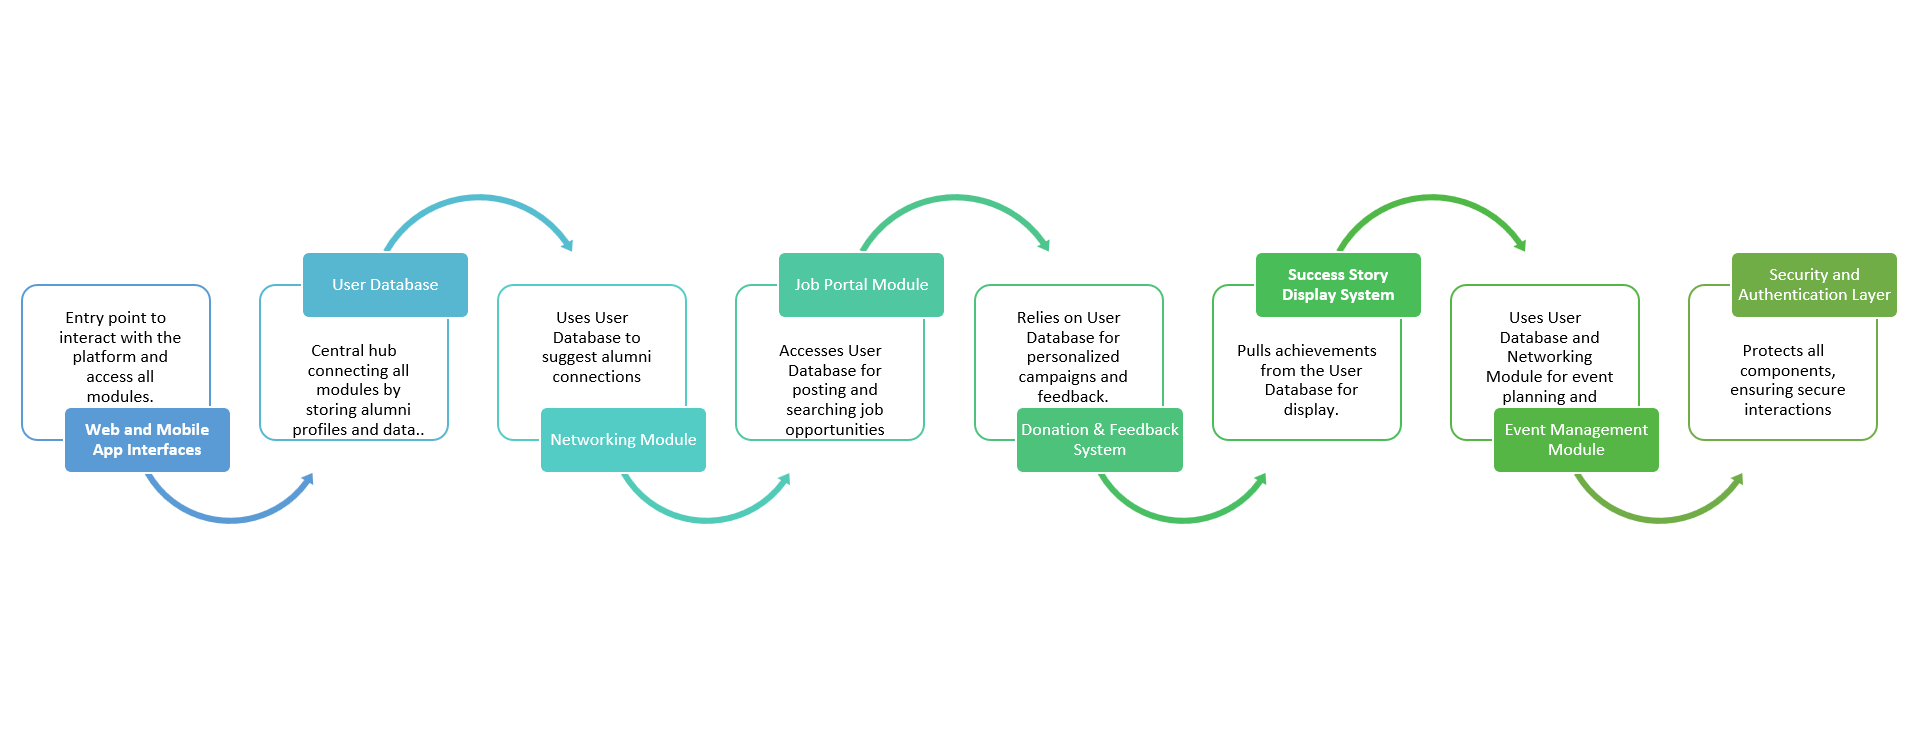 Entry point to
interact with the
platform and
access all
modules.
Web and Mobile
App Interfaces
User Database
Central hub
connecting all
modules by
storing alumni
profiles and data..
Uses User
Database to
suggest alumni
connections
Networking Module
Job Portal Module
Accesses User
Database for
posting and
searching job
opportunities
Relies on User
Database for
personalized
campaigns and
feedback.
Donation & Feedback
System
Success Story
Display System
Pulls achievements
from the User
Database for
display.
Uses User
Database and
Networking
Module for event
planning and
Event Management
Module
Security and
Authentication Layer
Protects all
components,
ensuring secure
interactions